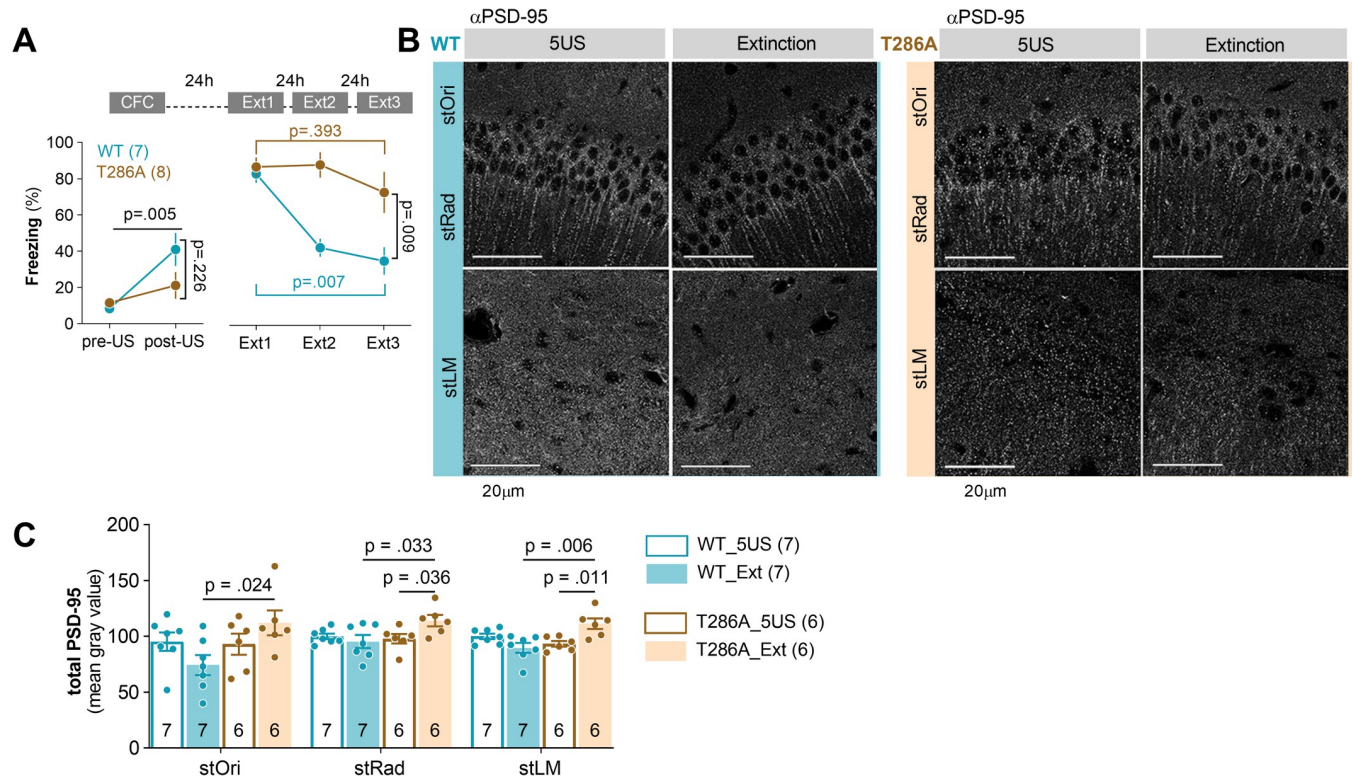 A
24h
24h
24h
CFC
Ext1
Ext2
Ext3
100
80
60
40
20
0
Freezing (%)
WT (7)
T286A (8)
p=.005
p=.226
p=.393
p=.009
p=.007
pre-US
post-US
Ext1
Ext2
Ext3
B
αPSD-95
WT
5US
Extinction
stOri
stRad
stLM
20μm
αPSD-95
T286A
5US
Extinction
stOri
stRad
stLM
20μm
C
200
150
100
50
0
total PSD-95
(mean gray value)
p = .024
p = .033
p = .036
p = .006
p = .011
7
7
6
6
7
7
6
6
7
7
6
6
stOri
stRad
stLM
WT_5US (7)
WT_Ext (7)
T286A_5US (6)
T286A_Ext (6)